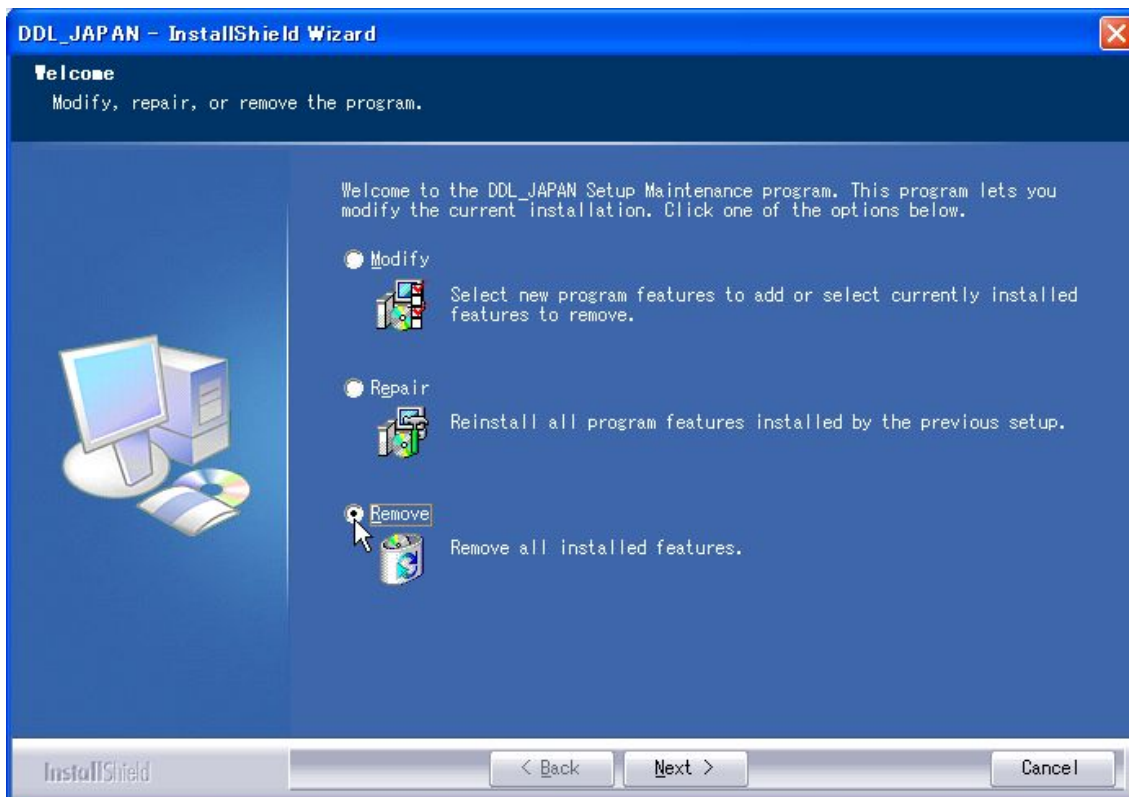 DDL_JAPAN - InstallShield Wizard
Welcome
Modify, repair, or remove the program.
Welcome to the DDL_JAPAN Setup Maintenance program. This program lets you
modify the current installation. Click one of the options below.
Modify
Select new program features to add or select currently installed
features to remove.
Repair
Reinstall all program features installed by the previous setup.
Remove
Remove all installed features.
InstallShield
< Back
Next >
Cancel